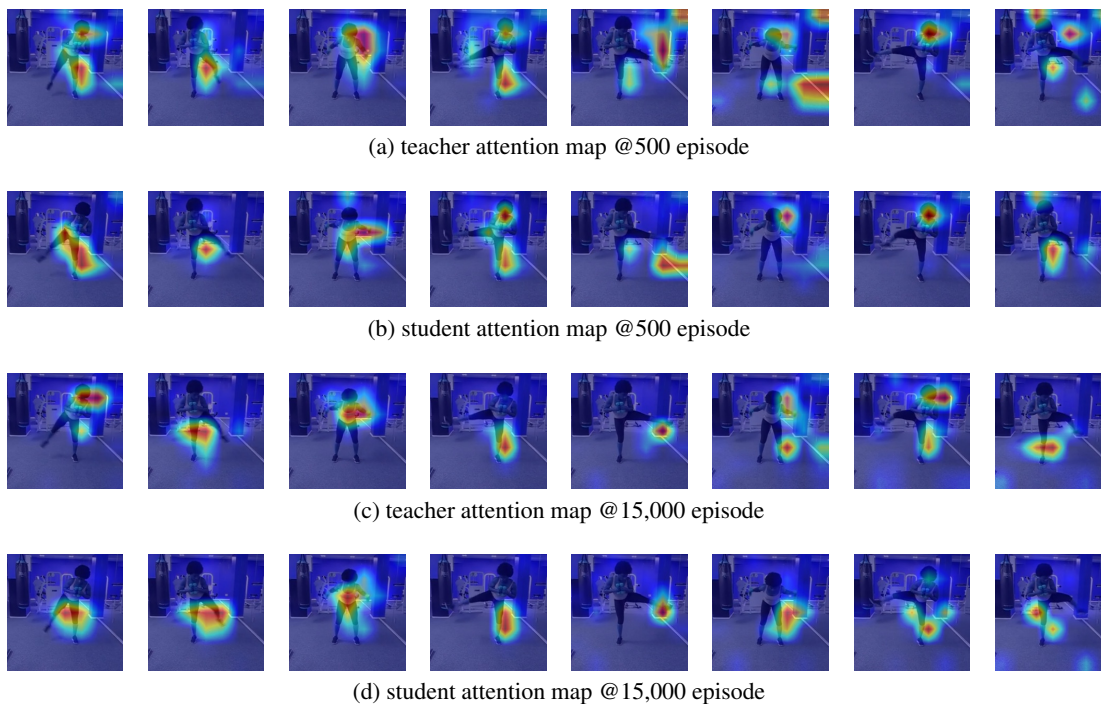 (a) teacher attention map @500 episode
(b) student attention map @500 episode
(c) teacher attention map @15,000 episode
(d) student attention map @15,000 episode